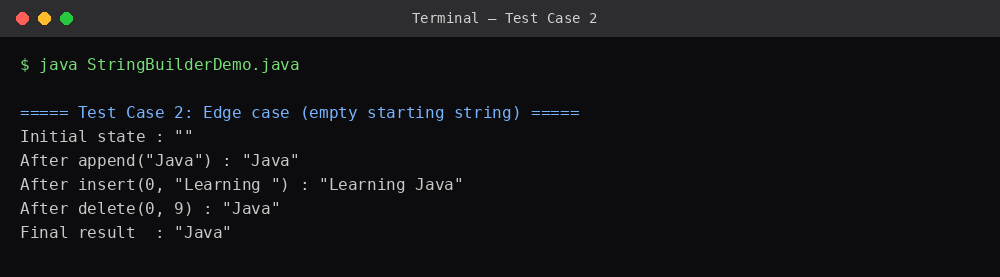 Terminal — Test Case 2
$ java StringBuilderDemo.java
===== Test Case 2: Edge case (empty starting string) =====
Initial state : ""
After append("Java") : "Java"
After insert(0, "Learning ") : "Learning Java"
After delete(0, 9) : "Java"
Final result  : "Java"